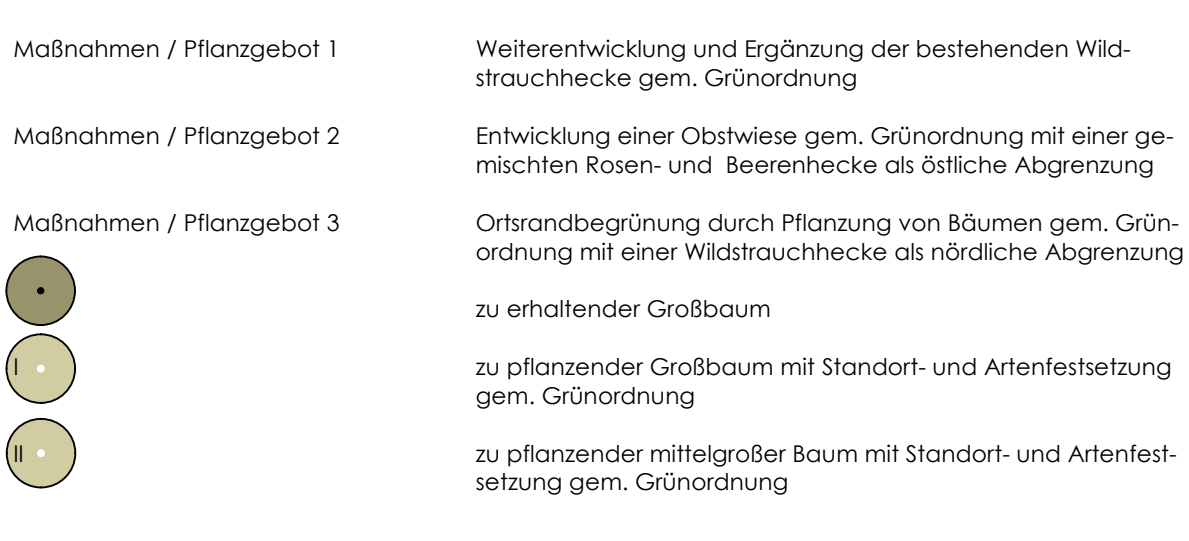 Maßnahmen / Pflanzgebot 1 Weiterentwicklung und Ergänzung der bestehenden Wild-
strauchhecke gem. Grünordnung
Maßnahmen / Pflanzgebot 2 Entwicklung einer Obstwiese gem. Grünordnung mit einer ge-
mischten Rosen- und Beerenhecke als östliche Abgrenzung
Maßnahmen / Pflanzgebot 3 Ortsrandbegrünung durch Pflanzung von Bäumen gem. Grün-
ordnung mit einer Wildstrauchhecke als nördliche Abgrenzung
zu erhaltender Großbaum
I zu pflanzender Großbaum mit Standort- und Artenfestsetzung
gem. Grünordnung
II zu pflanzender mittelgroßer Baum mit Standort- und Artenfest-
setzung gem. Grünordnung